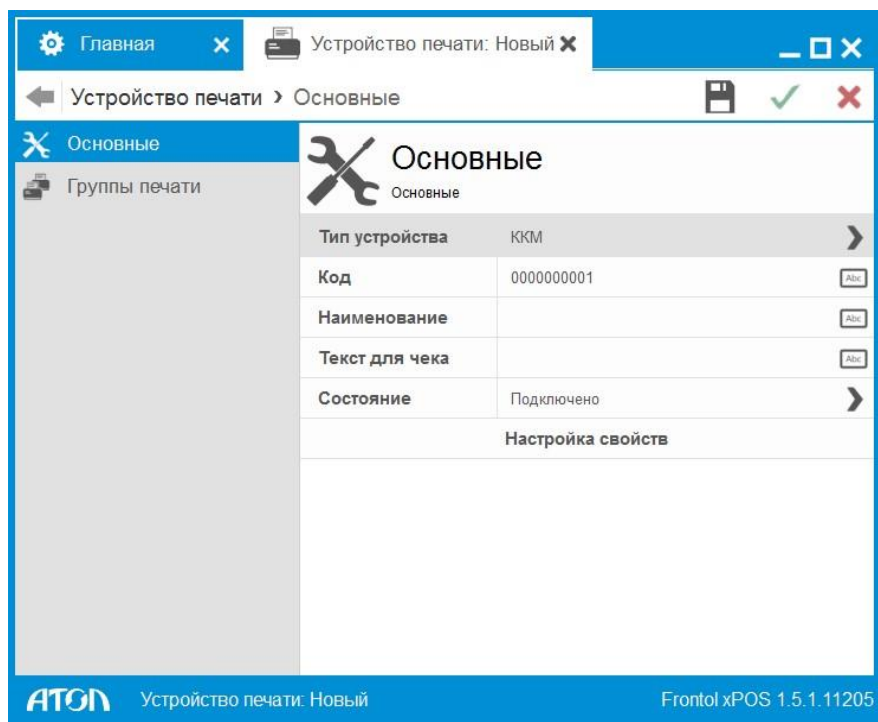 Главная
Устройство печати: Новый
Устройство печати › Основные
Основные
Группы печати
Основные
Основные
Тип устройства ККМ
Код 0000000001 Abc
Наименование Abc
Текст для чека Abc
Состояние Подключено
Настройка свойств
ATOL Устройство печати: Новый Frontol xPOS 1.5.1.11205